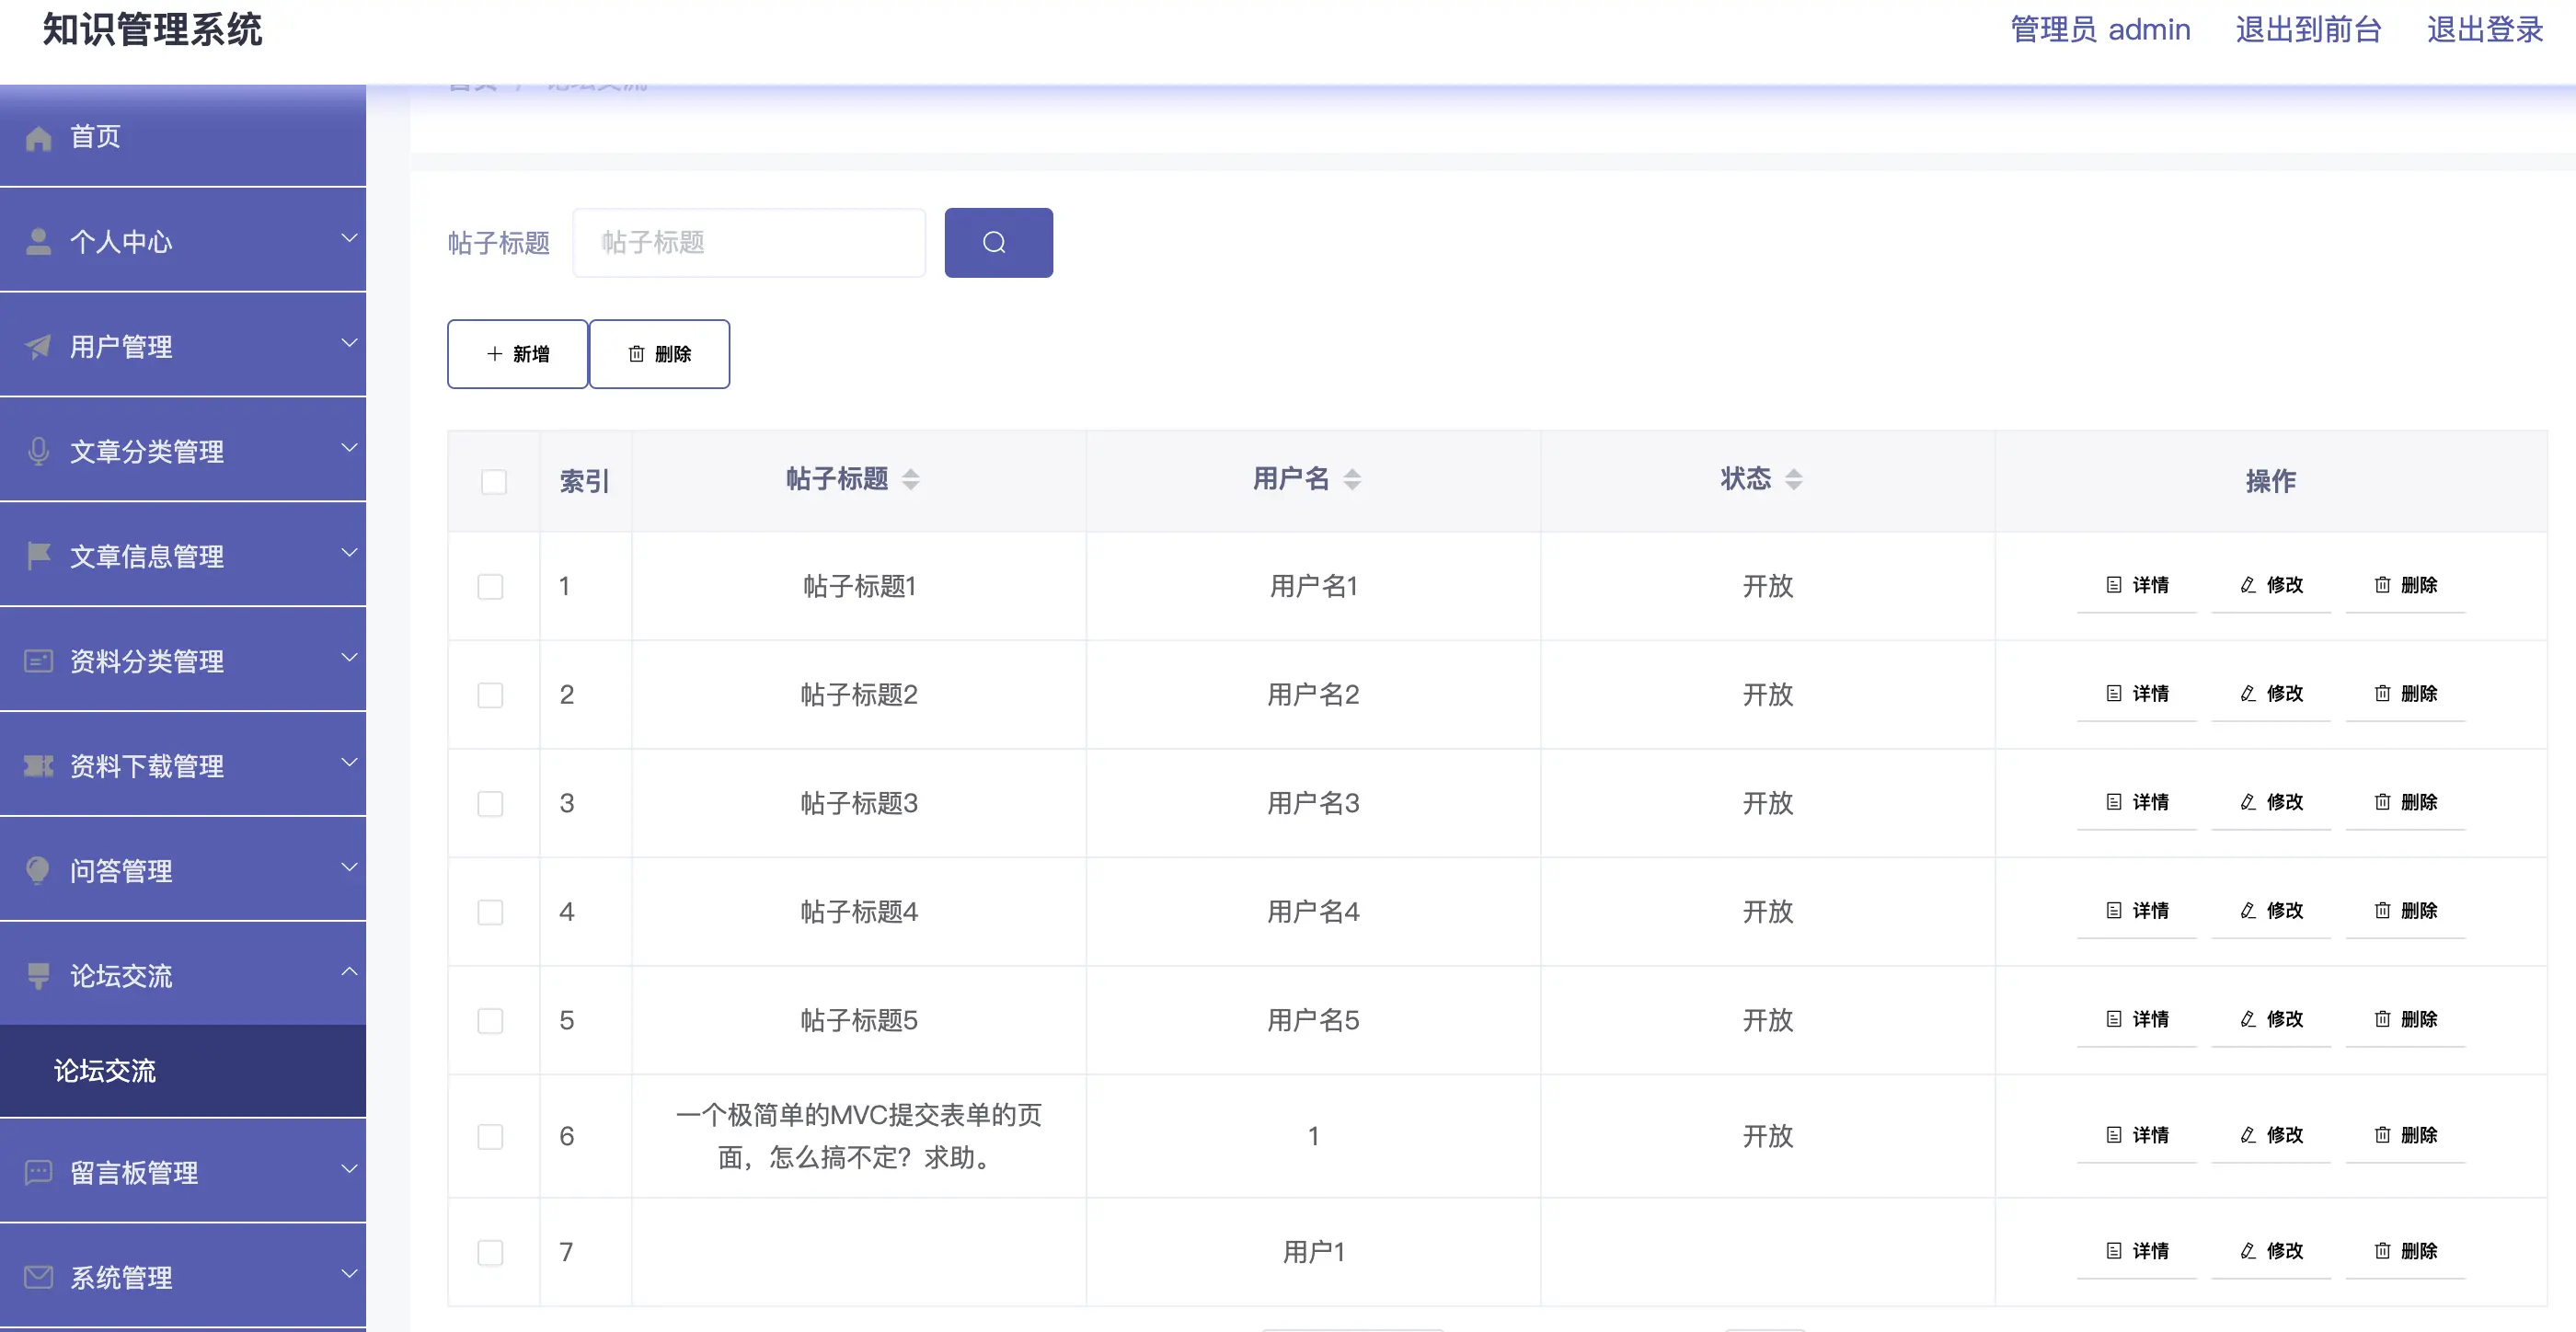 知识管理系统
管理员 admin 退出到前台 退出登录
首页 / 论坛交流
首页
个人中心
用户管理
文章分类管理
文章信息管理
资料分类管理
资料下载管理
问答管理
论坛交流
论坛交流
留言板管理
系统管理
帖子标题 帖子标题
新增 删除
索引 帖子标题 用户名 状态 操作
1 帖子标题1 用户名1 开放 详情 修改 删除
2 帖子标题2 用户名2 开放 详情 修改 删除
3 帖子标题3 用户名3 开放 详情 修改 删除
4 帖子标题4 用户名4 开放 详情 修改 删除
5 帖子标题5 用户名5 开放 详情 修改 删除
6 一个极简单的MVC提交表单的页
面，怎么搞不定？求助。 1 开放 详情 修改 删除
7 用户1 详情 修改 删除